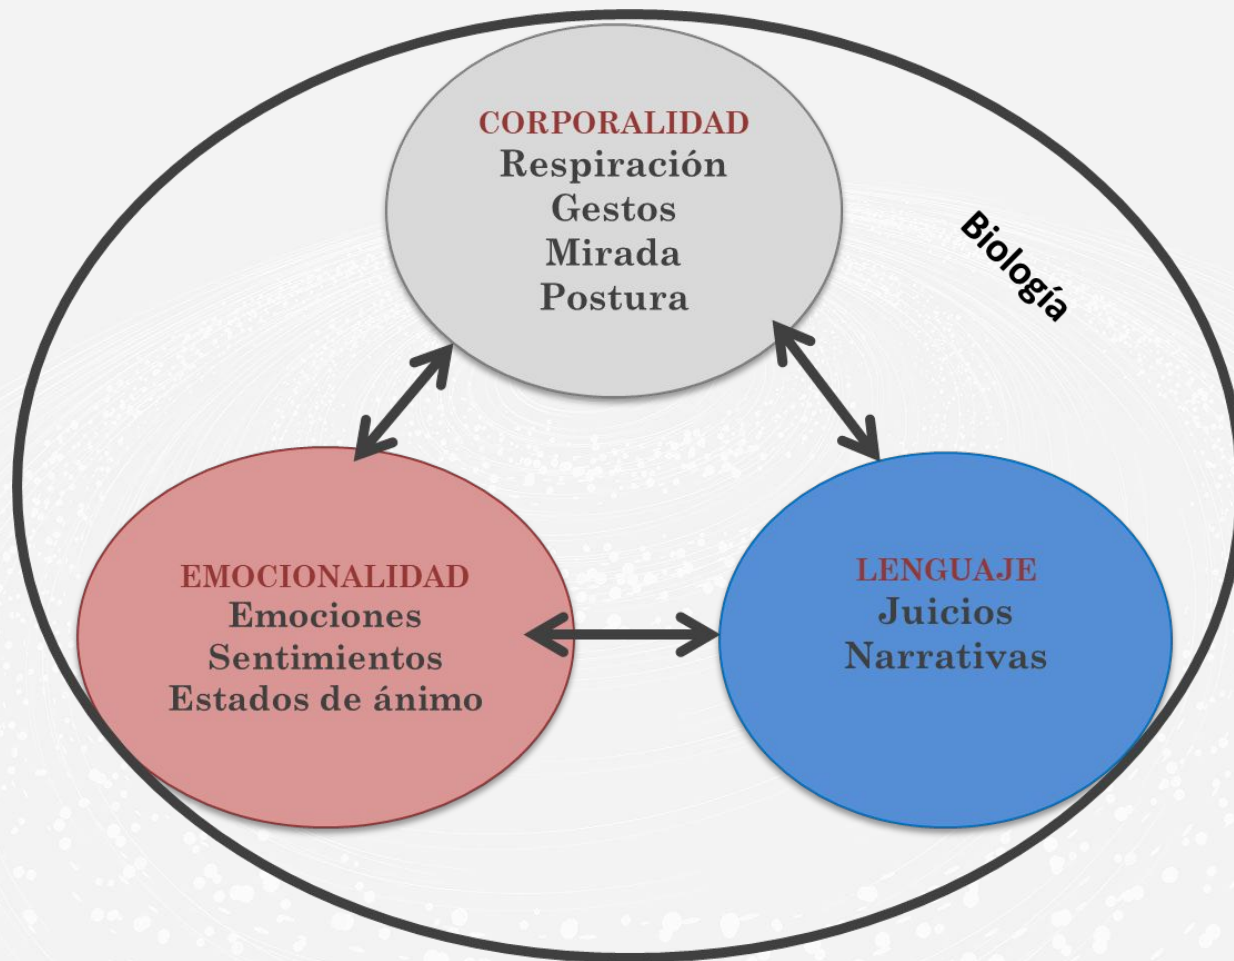 CORPORALIDAD
Respiración
Gestos
Mirada
Postura
Biología
EMOCIONALIDAD
Emociones
Sentimientos
Estados de ánimo
LENGUAJE
Juicios
Narrativas